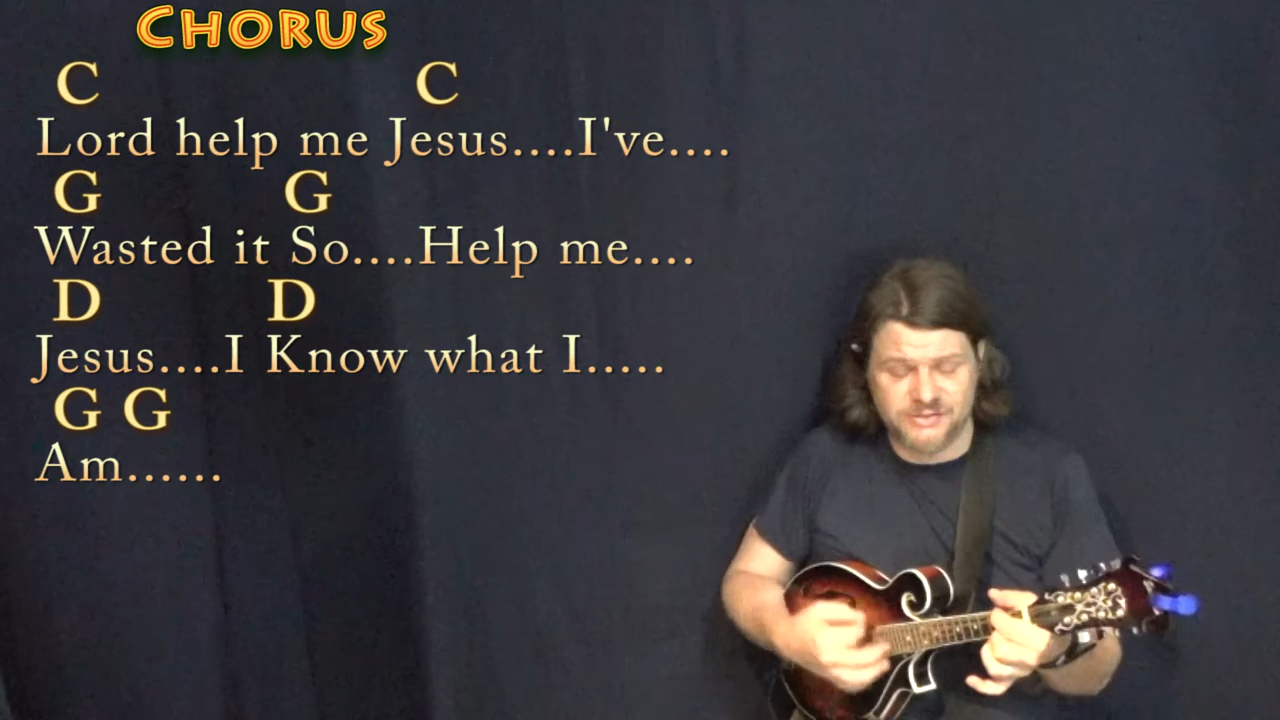 CHORUS
C C
Lord help me Jesus....I've....
G G
Wasted it So....Help me....
D D
Jesus....I Know what I.....
G G
Am......